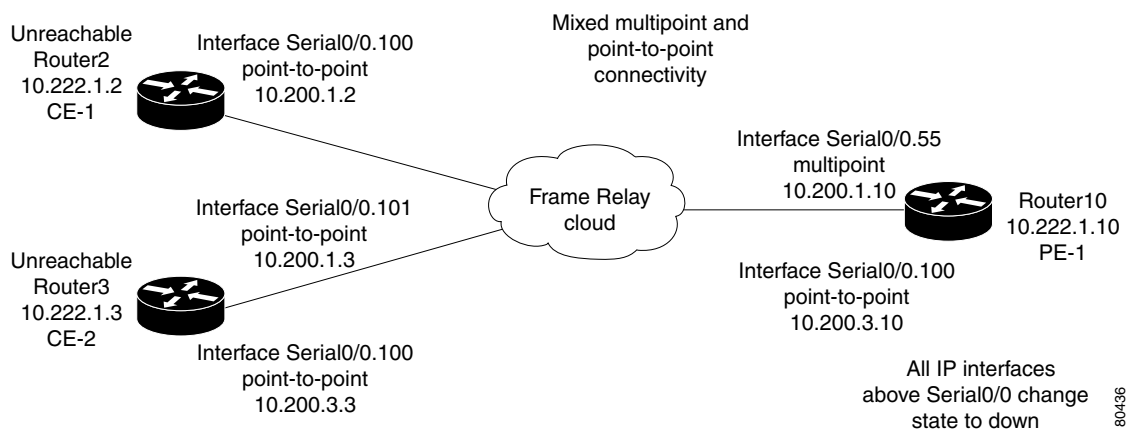 Unreachable
Router2
10.222.1.2
CE-1
Interface Serial0/0.100
point-to-point
10.200.1.2
Mixed multipoint and
point-to-point
connectivity
Interface Serial0/0.55
multipoint
10.200.1.10
Frame Relay
cloud
Router10
10.222.1.10
PE-1
Interface Serial0/0.101
point-to-point
10.200.1.3
Unreachable
Router3
10.222.1.3
CE-2
Interface Serial0/0.100
point-to-point
10.200.3.10
Interface Serial0/0.100
point-to-point
10.200.3.3
All IP interfaces
above Serial0/0 change
state to down
80436